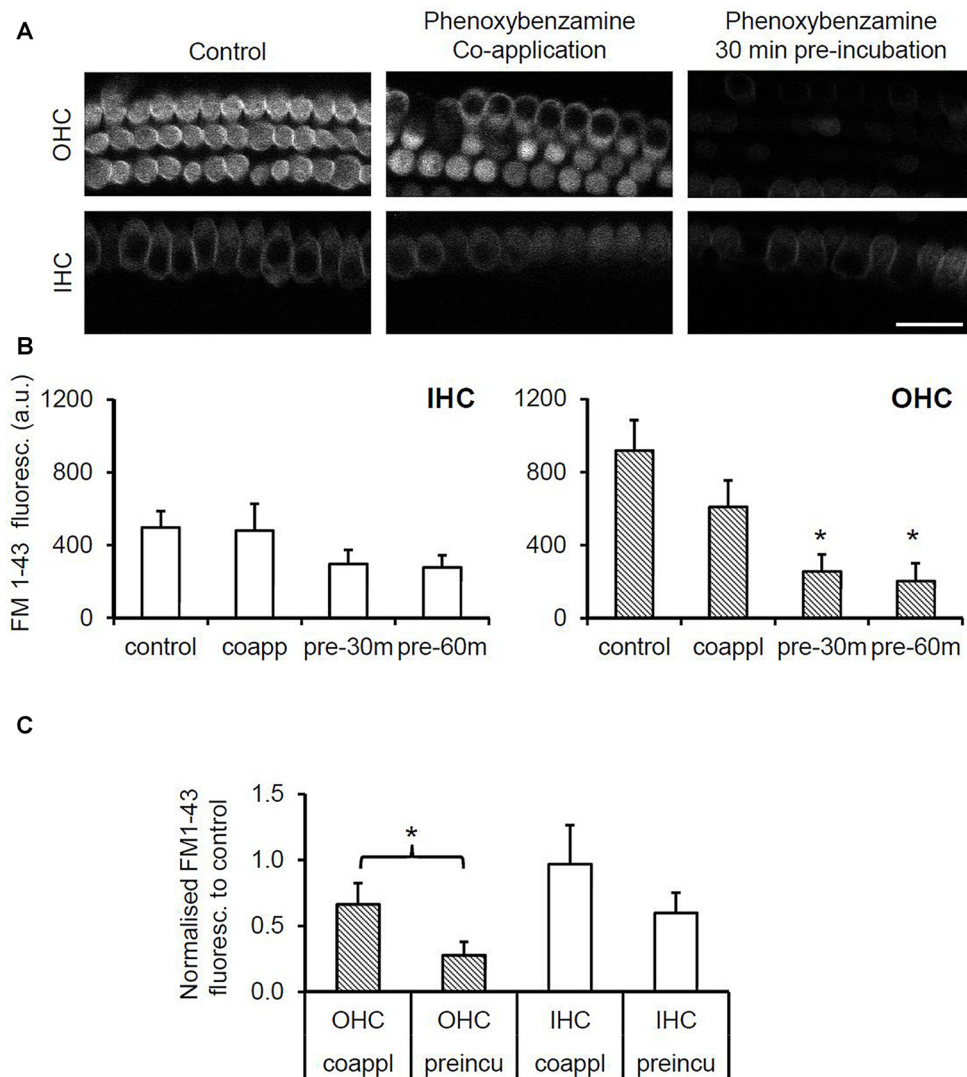 A
Control
Phenoxybenzamine
Co-application
Phenoxybenzamine
30 min pre-incubation
OHC
IHC
B
FM 1-43 fluoresc. (a.u.)
1200
800
400
0
IHC
control
coapp
pre-30m
pre-60m
1200
800
400
0
OHC
*
*
control
coappl
pre-30m
pre-60m
C
Normalised FM1-43
fluoresc. to control
1.5
1.0
0.5
0.0
*
OHC
OHC
IHC
IHC
coappl
preincu
coappl
preincu